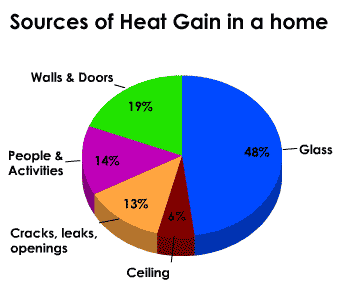 Sources of Heat Gain in a home
Walls & Doors
19%
48%
Glass
People &
Activities
14%
13%
6%
Cracks, leaks,
openings
Ceiling